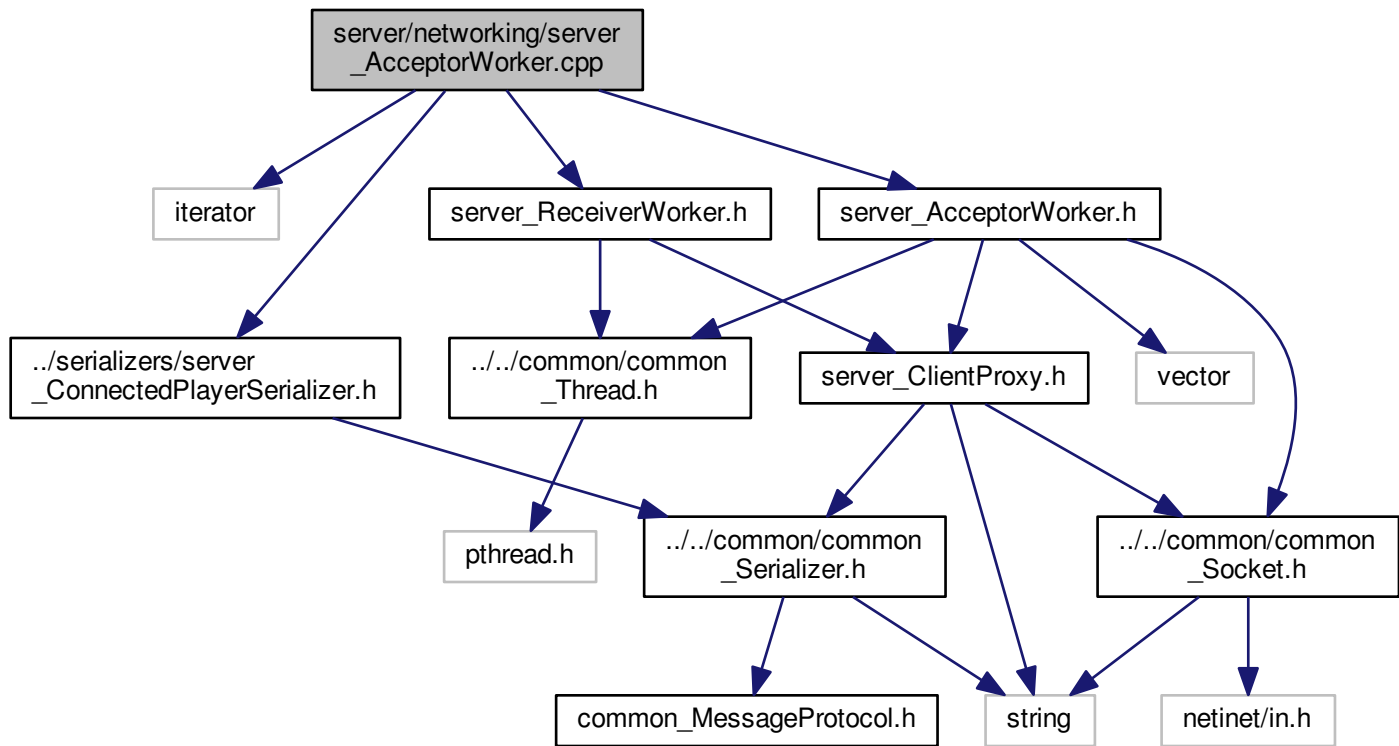 server/networking/server
_AcceptorWorker.cpp
iterator
server_ReceiverWorker.h
server_AcceptorWorker.h
../serializers/server
_ConnectedPlayerSerializer.h
../../common/common
_Thread.h
server_ClientProxy.h
vector
pthread.h
../../common/common
_Serializer.h
../../common/common
_Socket.h
common_MessageProtocol.h
string
netinet/in.h